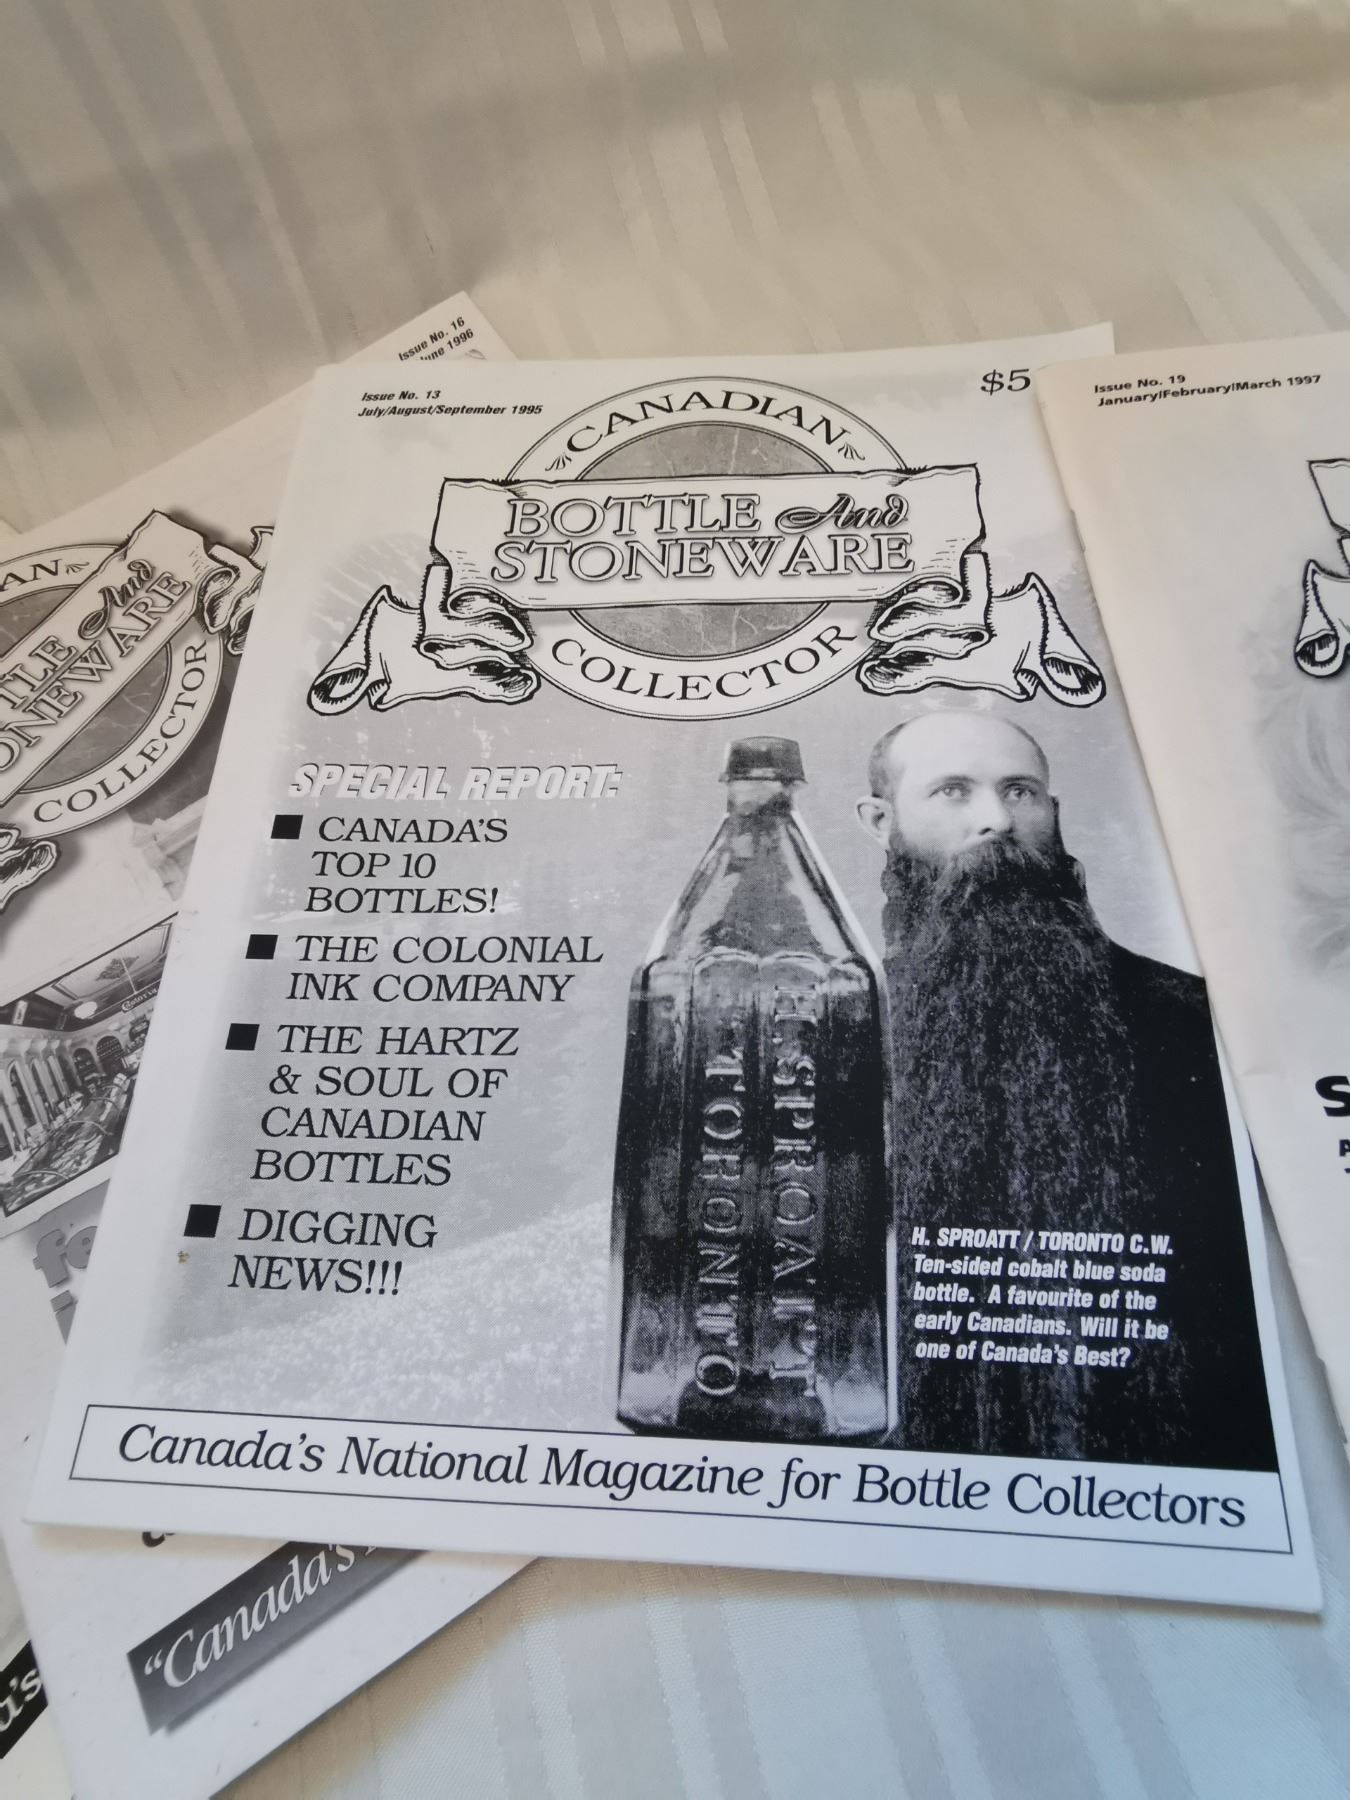 Issue No. 16
June 1996
Issue No. 13
July/August/September 1995
$5
CANADIAN
BOTTLE And
STONEWARE
COLLECTOR
SPECIAL REPORT:
CANADA'S
TOP 10
BOTTLES!
THE COLONIAL
INK COMPANY
THE HARTZ
& SOUL OF
CANADIAN
BOTTLES
DIGGING
NEWS!!!
H. SPROATT
TORONTO
H. SPROATT / TORONTO C.W.
Ten-sided cobalt blue soda
bottle. A favourite of the
early Canadians. Will it be
one of Canada's Best?
Canada's National Magazine for Bottle Collectors
Issue No. 19
January/February/March 1997
And
STONEWARE
COLLECTOR
"Canada's